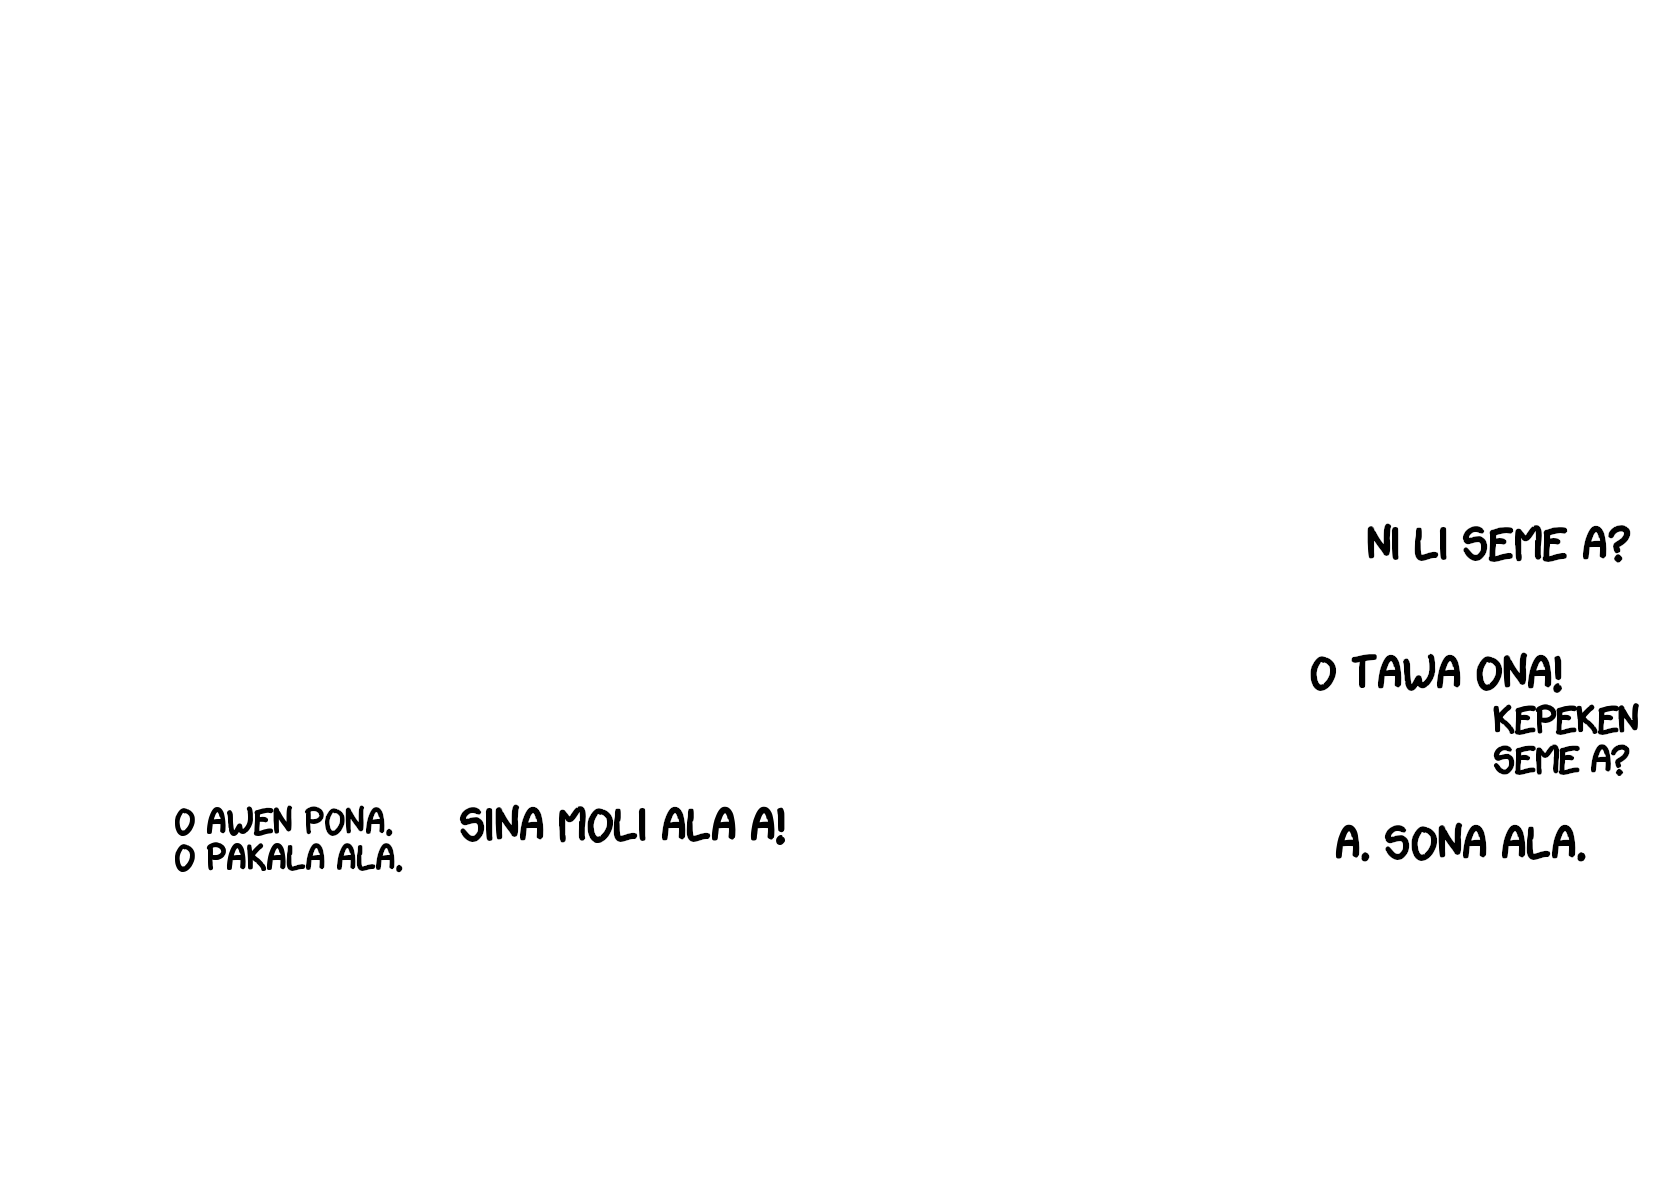 NI LI SEME A?
O TAWA ONA!
KEPEKEN
SEME A?
O AWEN PONA.
O PAKALA ALA.
SINA MOLI ALA A!
A. SONA ALA.